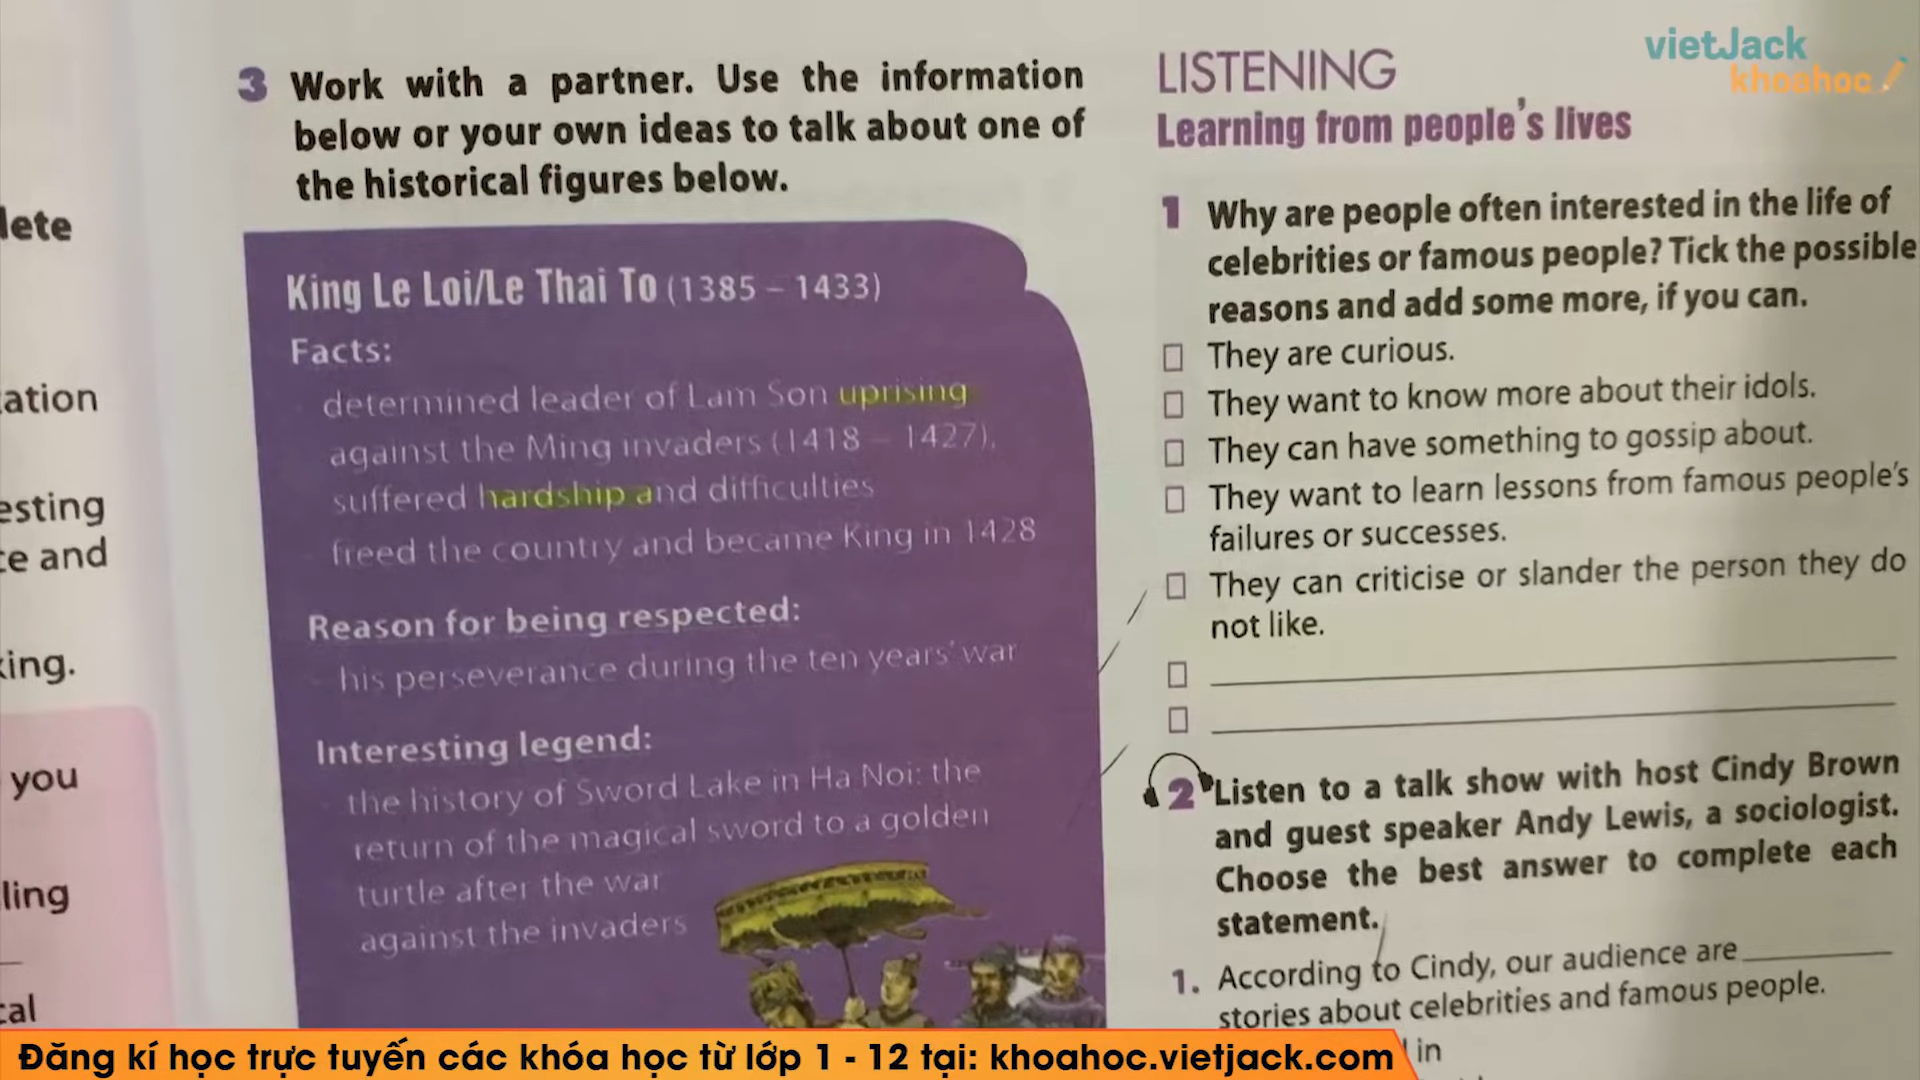 vietJack
khoahoc
lete
ation
esting
e and
ing.
you
ling
al
3 Work with a partner. Use the information
below or your own ideas to talk about one of
the historical figures below.
King Le Loi/Le Thai To (1385 – 1433)
Facts:
determined leader of Lam Son uprising
against the Ming invaders (1418 – 1427),
suffered hardship and difficulties
freed the country and became King in 1428
Reason for being respected:
his perseverance during the ten years' war
Interesting legend:
the history of Sword Lake in Ha Noi: the
return of the magical sword to a golden
turtle after the war
against the invaders
LISTENING
Learning from people's lives
1 Why are people often interested in the life of
celebrities or famous people? Tick the possible
reasons and add some more, if you can.
They are curious.
They want to know more about their idols.
They can have something to gossip about.
They want to learn lessons from famous people's
failures or successes.
They can criticise or slander the person they do
not like.
2 Listen to a talk show with host Cindy Brown
and guest speaker Andy Lewis, a sociologist.
Choose the best answer to complete each
statement.
1. According to Cindy, our audience are ________
stories about celebrities and famous people.
in
Đăng kí học trực tuyến các khóa học từ lớp 1 - 12 tại: khoahoc.vietjack.com